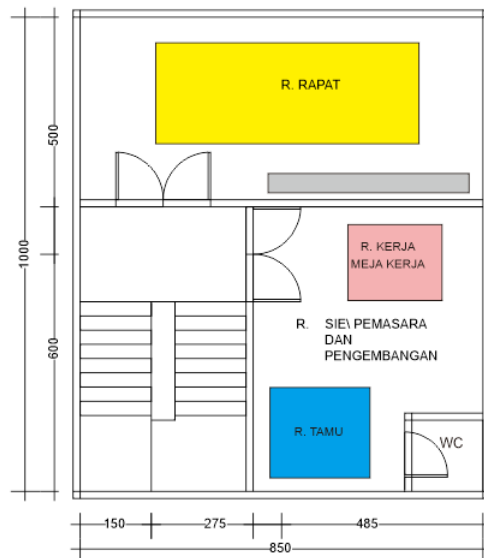 R. RAPAT
500
1000
R. KERJA
MEJA KERJA
R. SIE\ PEMASARA
DAN
PENGEMBANGAN
600
R. TAMU
WC
150
275
485
850